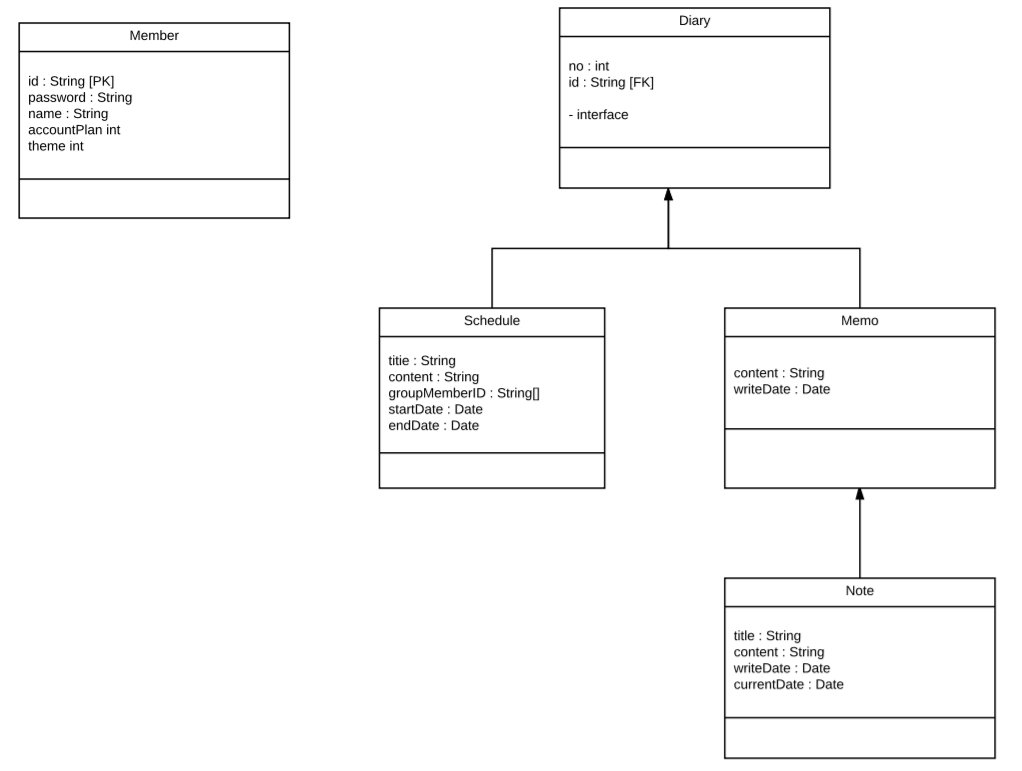 Member
id : String [PK]
password : String
name : String
accountPlan int
theme int
Diary
no : int
id : String [FK]
- interface
Schedule
titie : String
content : String
groupMemberID : String[]
startDate : Date
endDate : Date
Memo
content : String
writeDate : Date
Note
title : String
content : String
writeDate : Date
currentDate : Date